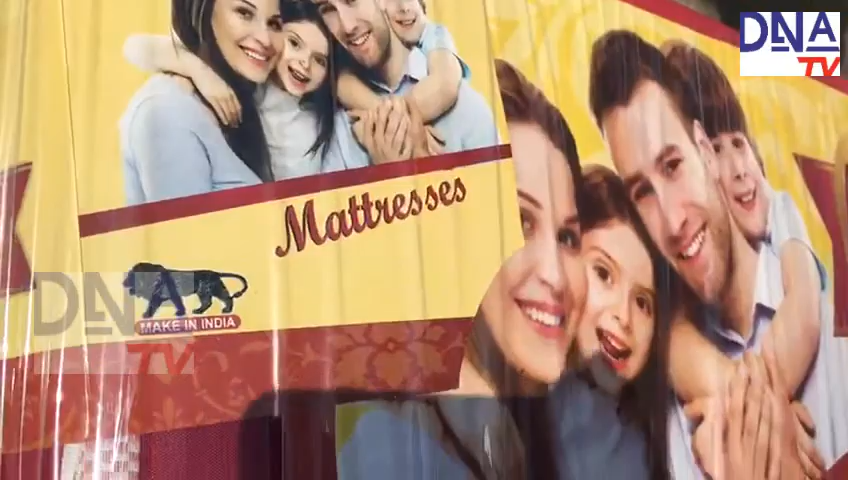 DNA
TV
Mattresses
DNA
MAKE IN INDIA
TV